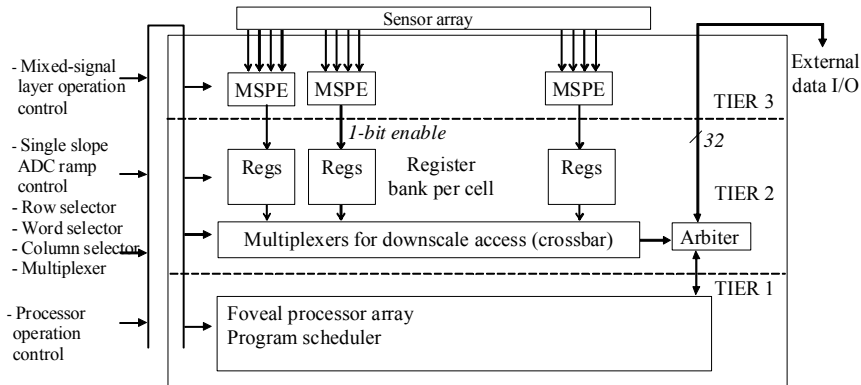 Sensor array
- Mixed-signal
layer operation
control
MSPE
MSPE
MSPE
External
data I/O
TIER 3
1-bit enable
32
- Single slope
ADC ramp
control
- Row selector
- Word selector
- Column selector
- Multiplexer
Regs
Regs
Register
bank per cell
Regs
TIER 2
Multiplexers for downscale access (crossbar)
Arbiter
TIER 1
- Processor
operation
control
Foveal processor array
Program scheduler